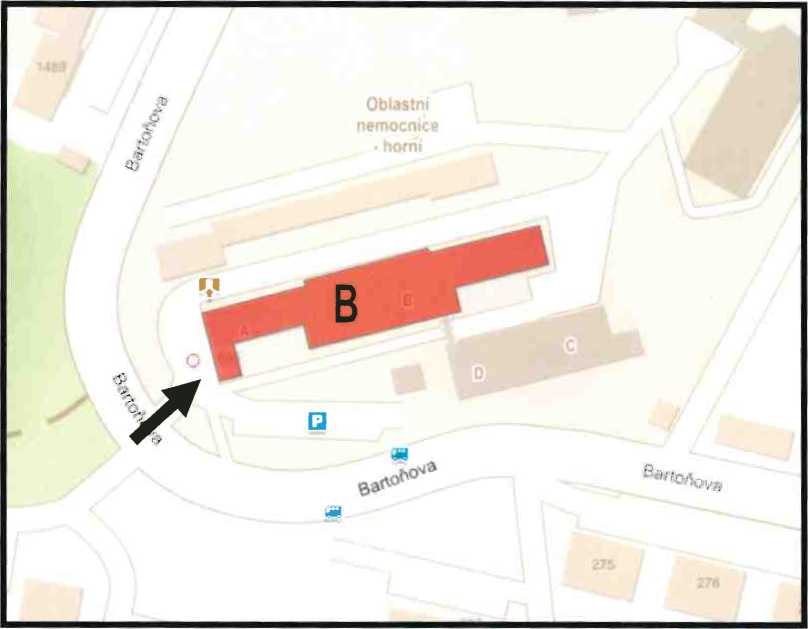 1489
Bartoňova
Oblastní
nemocnice
- horní
B
B
A
C
D
Bartoňova
P
Bartoňova
Bartoňova
275
276